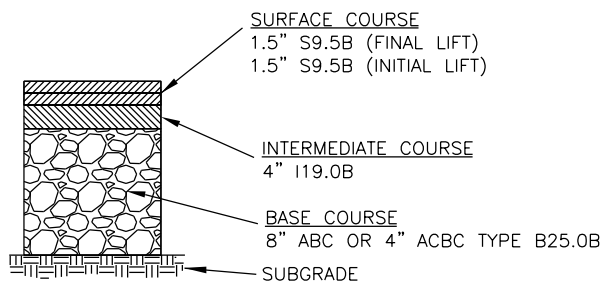 SURFACE COURSE
1.5" S9.5B (FINAL LIFT)
1.5" S9.5B (INITIAL LIFT)
INTERMEDIATE COURSE
4" I19.0B
BASE COURSE
8" ABC OR 4" ACBC TYPE B25.0B
SUBGRADE